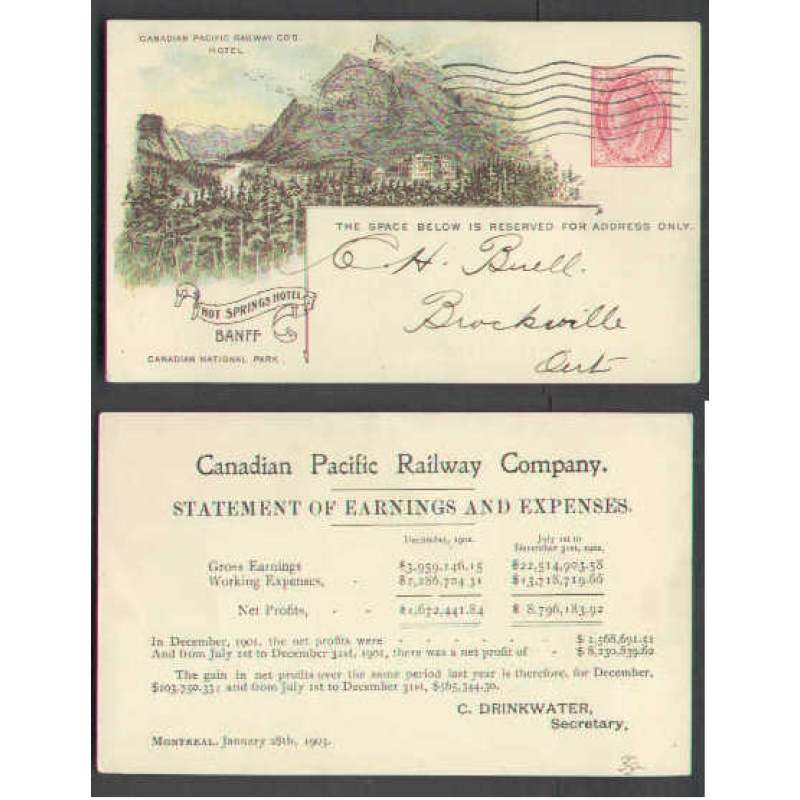 CANADIAN PACIFIC RAILWAY CO'S
HOTEL
THE SPACE BELOW IS RESERVED FOR ADDRESS ONLY.
C. H. Buell.
Brockville
Ont
HOT SPRINGS HOTEL
BANFF
CANADIAN NATIONAL PARK
Canadian Pacific Railway Company.
STATEMENT OF EARNINGS AND EXPENSES.
December, 1902. July 1st to
December 31st, 1902.
Gross Earnings $3,959,146.15 $22,514,903.58
Working Expenses, - $2,286,704 31 $13,718,719.66
Net Profits, - - $1,672,441.84 $ 8,796,183.92
In December, 1901, the net profits were - - - - - - $ 1,568,691.51
And from July 1st to December 31st, 1901, there was a net profit of - $ 8,230,839.62
The gain in net profits over the same period last year is therefore, for December,
$103,750.33; and from July 1st to December 31st, $565,344.30.
C. DRINKWATER,
Secretary,
MONTREAL, January 28th, 1903.